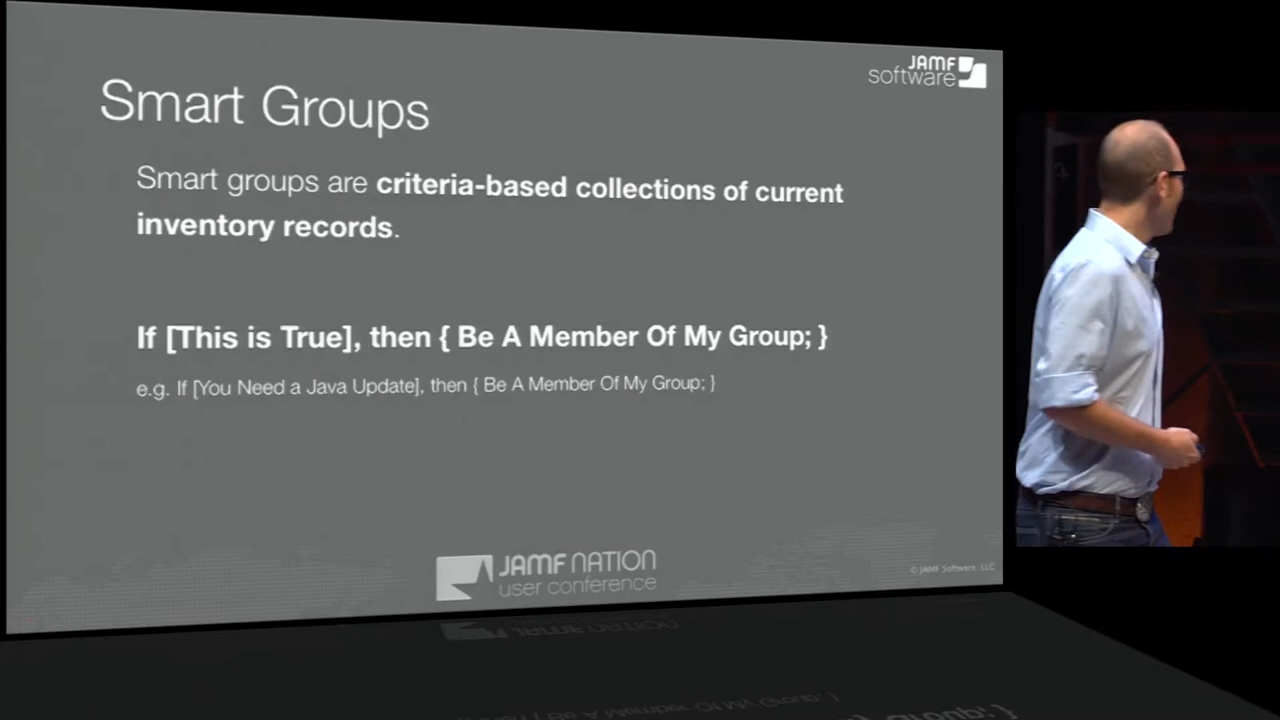 JAMF
software
Smart Groups
Smart groups are criteria-based collections of current
inventory records.
If [This is True], then { Be A Member Of My Group; }
e.g. If [You Need a Java Update], then { Be A Member Of My Group; }
JAMF NATION
user conference
© JAMF Software, LLC